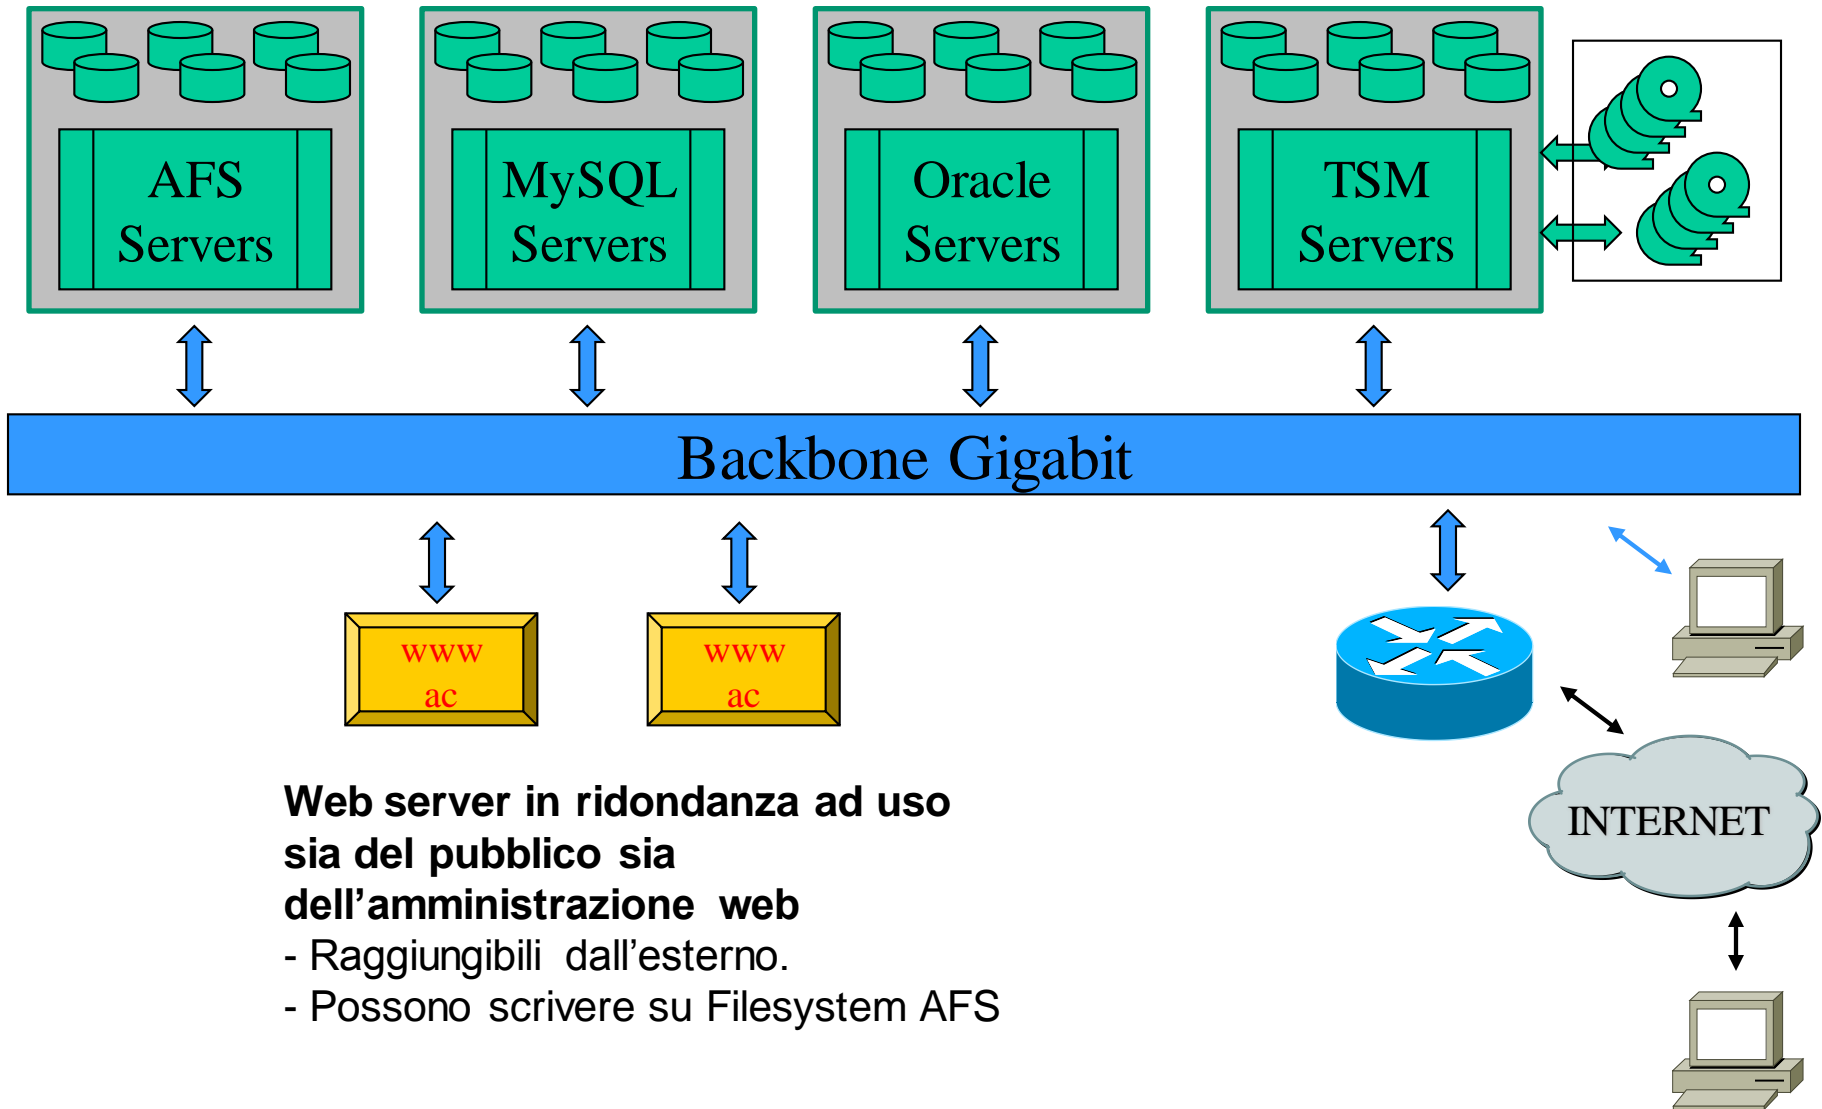 AFS
Servers
MySQL
Servers
Oracle
Servers
TSM
Servers
Backbone Gigabit
www
ac
www
ac
INTERNET
Web server in ridondanza ad uso
sia del pubblico sia
dell’amministrazione web
- Raggiungibili dall’esterno.
- Possono scrivere su Filesystem AFS